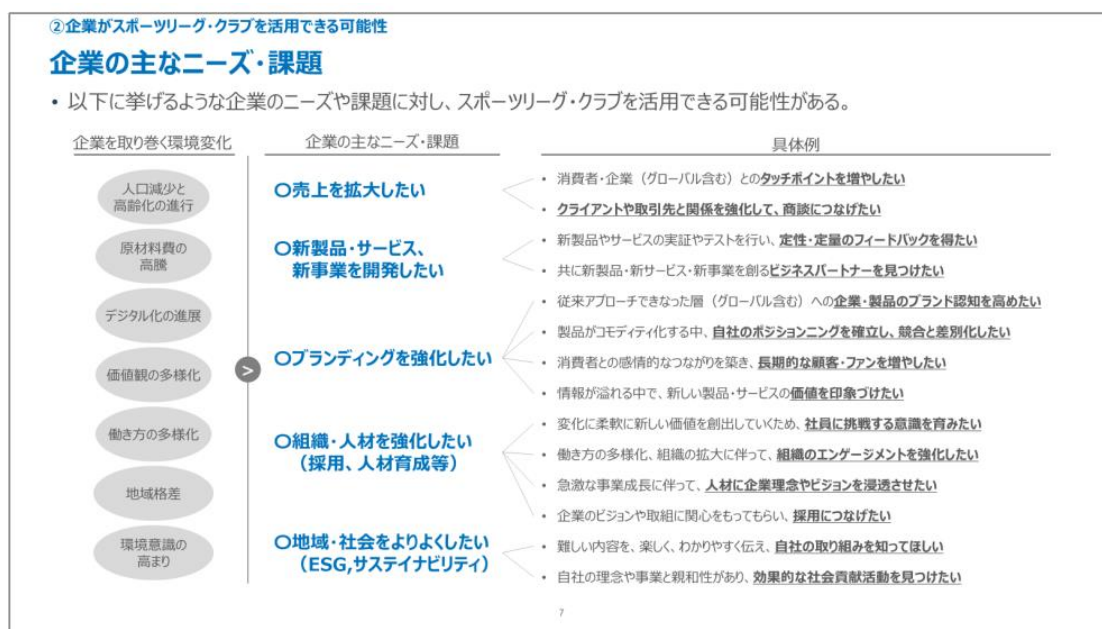 ②企業がスポーツリーグ・クラブを活用できる可能性
企業の主なニーズ・課題
• 以下に挙げるような企業のニーズや課題に対し、スポーツリーグ・クラブを活用できる可能性がある。
企業を取り巻く環境変化
人口減少と
高齢化の進行
原材料費の
高騰
デジタル化の進展
価値観の多様化
働き方の多様化
地域格差
環境意識の
高まり
>
企業の主なニーズ・課題
〇売上を拡大したい
〇新製品・サービス、
新事業を開発したい
〇ブランディングを強化したい
〇組織・人材を強化したい
（採用、人材育成等）
〇地域・社会をよりよくしたい
（ESG,サステイナビリティ）
具体例
• 消費者・企業（グローバル含む）とのタッチポイントを増やしたい
• クライアントや取引先と関係を強化して、商談につなげたい
• 新製品やサービスの実証やテストを行い、定性・定量のフィードバックを得たい
• 共に新製品・新サービス・新事業を創るビジネスパートナーを見つけたい
• 従来アプローチできなった層（グローバル含む）への企業・製品のブランド認知を高めたい
• 製品がコモディティ化する中、自社のポジションニングを確立し、競合と差別化したい
• 消費者との感情的なつながりを築き、長期的な顧客・ファンを増やしたい
• 情報が溢れる中で、新しい製品・サービスの価値を印象づけたい
• 変化に柔軟に新しい価値を創出していくため、社員に挑戦する意識を育みたい
• 働き方の多様化、組織の拡大に伴って、組織のエンゲージメントを強化したい
• 急激な事業成長に伴って、人材に企業理念やビジョンを浸透させたい
• 企業のビジョンや取組に関心をもってもらい、採用につなげたい
• 難しい内容を、楽しく、わかりやすく伝え、自社の取り組みを知ってほしい
• 自社の理念や事業と親和性があり、効果的な社会貢献活動を見つけたい
7